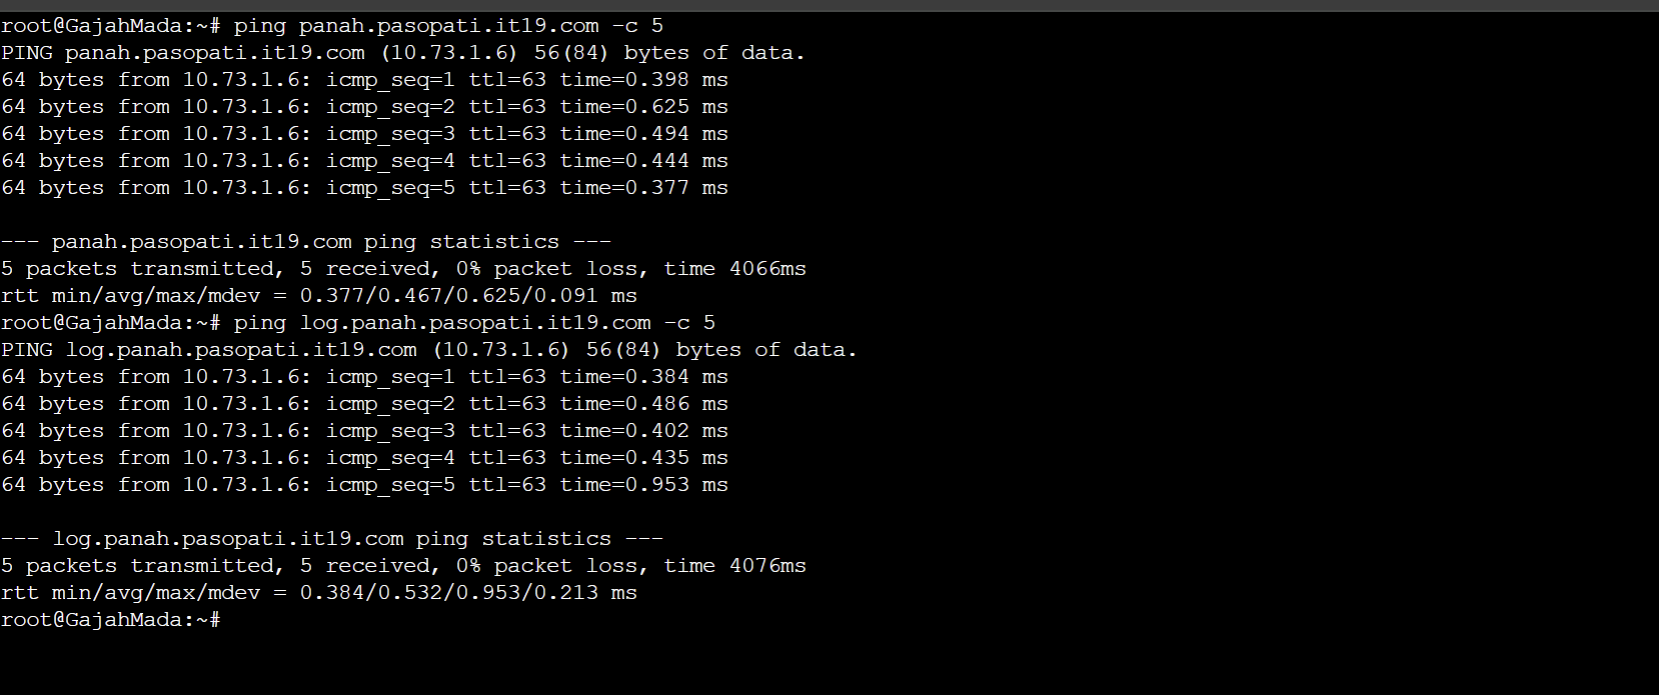 root@GajahMada:~# ping panah.pasopati.it19.com -c 5
PING panah.pasopati.it19.com (10.73.1.6) 56(84) bytes of data.
64 bytes from 10.73.1.6: icmp_seq=1 ttl=63 time=0.398 ms
64 bytes from 10.73.1.6: icmp_seq=2 ttl=63 time=0.625 ms
64 bytes from 10.73.1.6: icmp_seq=3 ttl=63 time=0.494 ms
64 bytes from 10.73.1.6: icmp_seq=4 ttl=63 time=0.444 ms
64 bytes from 10.73.1.6: icmp_seq=5 ttl=63 time=0.377 ms
--- panah.pasopati.it19.com ping statistics ---
5 packets transmitted, 5 received, 0% packet loss, time 4066ms
rtt min/avg/max/mdev = 0.377/0.467/0.625/0.091 ms
root@GajahMada:~# ping log.panah.pasopati.it19.com -c 5
PING log.panah.pasopati.it19.com (10.73.1.6) 56(84) bytes of data.
64 bytes from 10.73.1.6: icmp_seq=1 ttl=63 time=0.384 ms
64 bytes from 10.73.1.6: icmp_seq=2 ttl=63 time=0.486 ms
64 bytes from 10.73.1.6: icmp_seq=3 ttl=63 time=0.402 ms
64 bytes from 10.73.1.6: icmp_seq=4 ttl=63 time=0.435 ms
64 bytes from 10.73.1.6: icmp_seq=5 ttl=63 time=0.953 ms
--- log.panah.pasopati.it19.com ping statistics ---
5 packets transmitted, 5 received, 0% packet loss, time 4076ms
rtt min/avg/max/mdev = 0.384/0.532/0.953/0.213 ms
root@GajahMada:~#